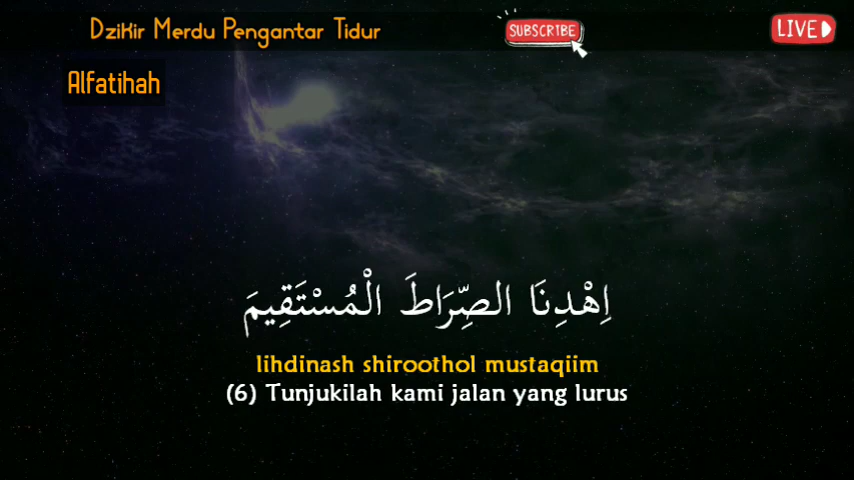 Dzikir Merdu Pengantar Tidur
SUBSCRIBE
LIVE
Alfatihah
اِهْدِنَا الصِّرَاطَ الْمُسْتَقِيمَ
Iihdinash shiroothol mustaqiim
(6) Tunjukilah kami jalan yang lurus